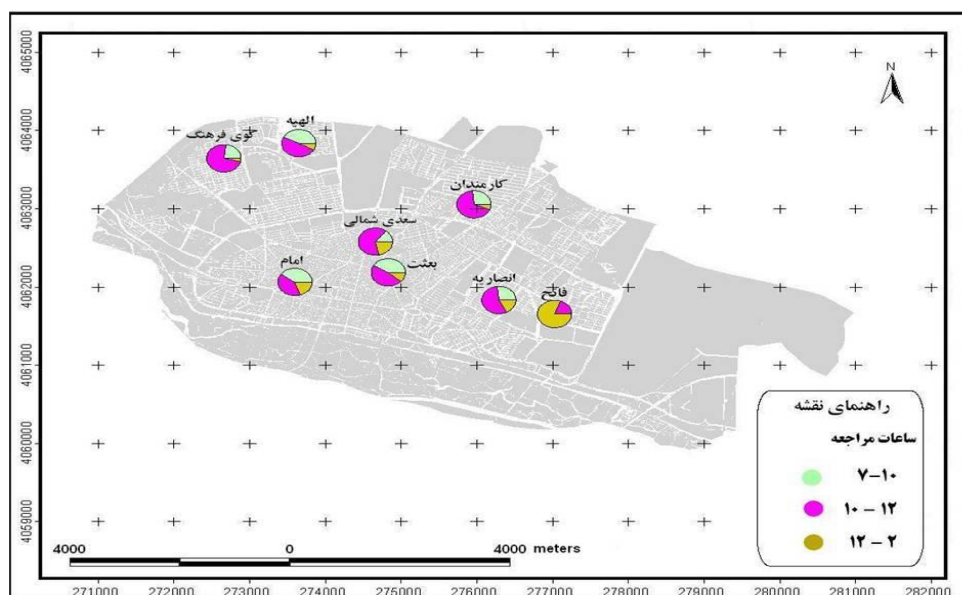 4065000
4064000
4063000
4062000
4061000
4060000
4059000
N
الهیه
کوی فرهنگ
کارمندان
سعدی شمالی
بعثت
امام
انصاریه
فاتح
راهنمای نقشه
ساعات مراجعه
۷-۱۰
۱۰ - ۱۲
۱۲ - ۲
4000 0 4000 meters
271000 272000 273000 274000 275000 276000 277000 278000 279000 280000 281000 282000